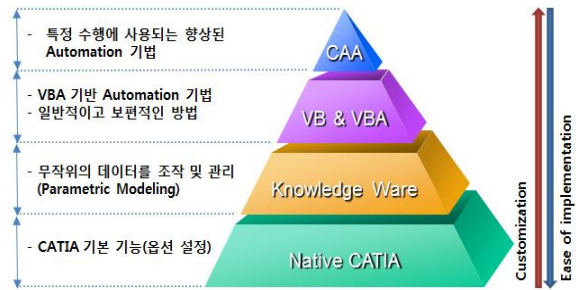 - 특정 수행에 사용되는 향상된
Automation 기법
CAA
- VBA 기반 Automation 기법
- 일반적이고 보편적인 방법
VB & VBA
- 무작위의 데이터를 조작 및 관리
(Parametric Modeling)
Knowledge Ware
- CATIA 기본 기능(옵션 설정)
Native CATIA
Customization
Ease of implementation